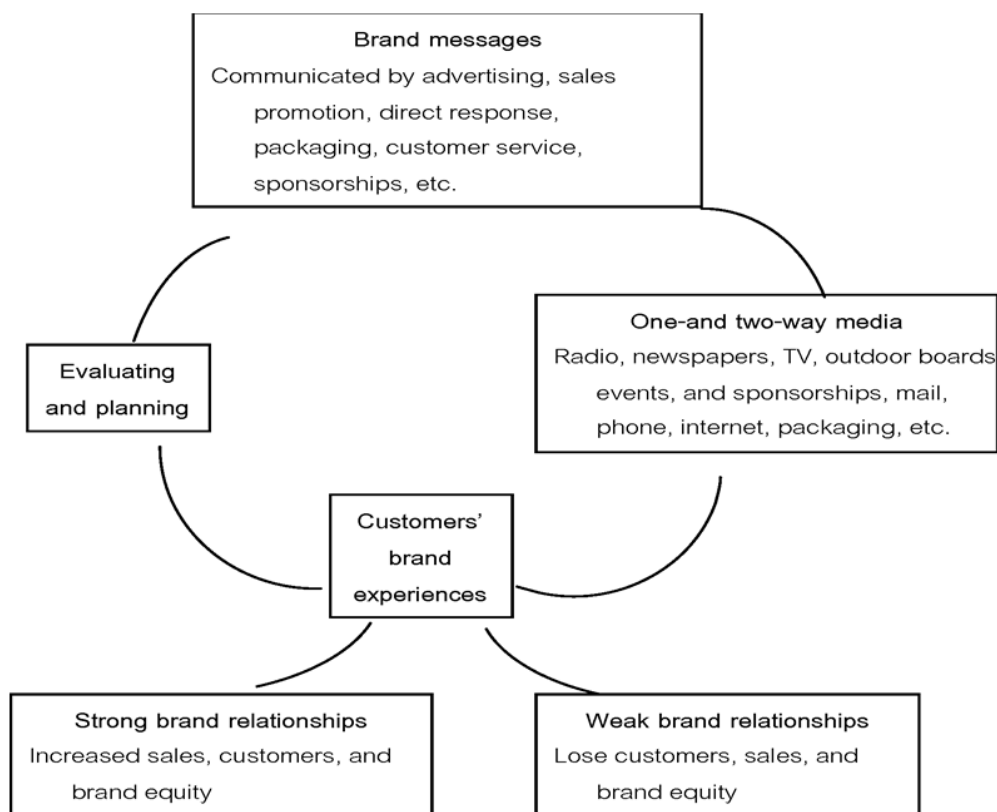 Brand messages
Communicated by advertising, sales
promotion, direct response,
packaging, customer service,
sponsorships, etc.
One-and two-way media
Radio, newspapers, TV, outdoor boards
events, and sponsorships, mail,
phone, internet, packaging, etc.
Evaluating
and planning
Customers’
brand
experiences
Strong brand relationships
Increased sales, customers, and
brand equity
Weak brand relationships
Lose customers, sales, and
brand equity